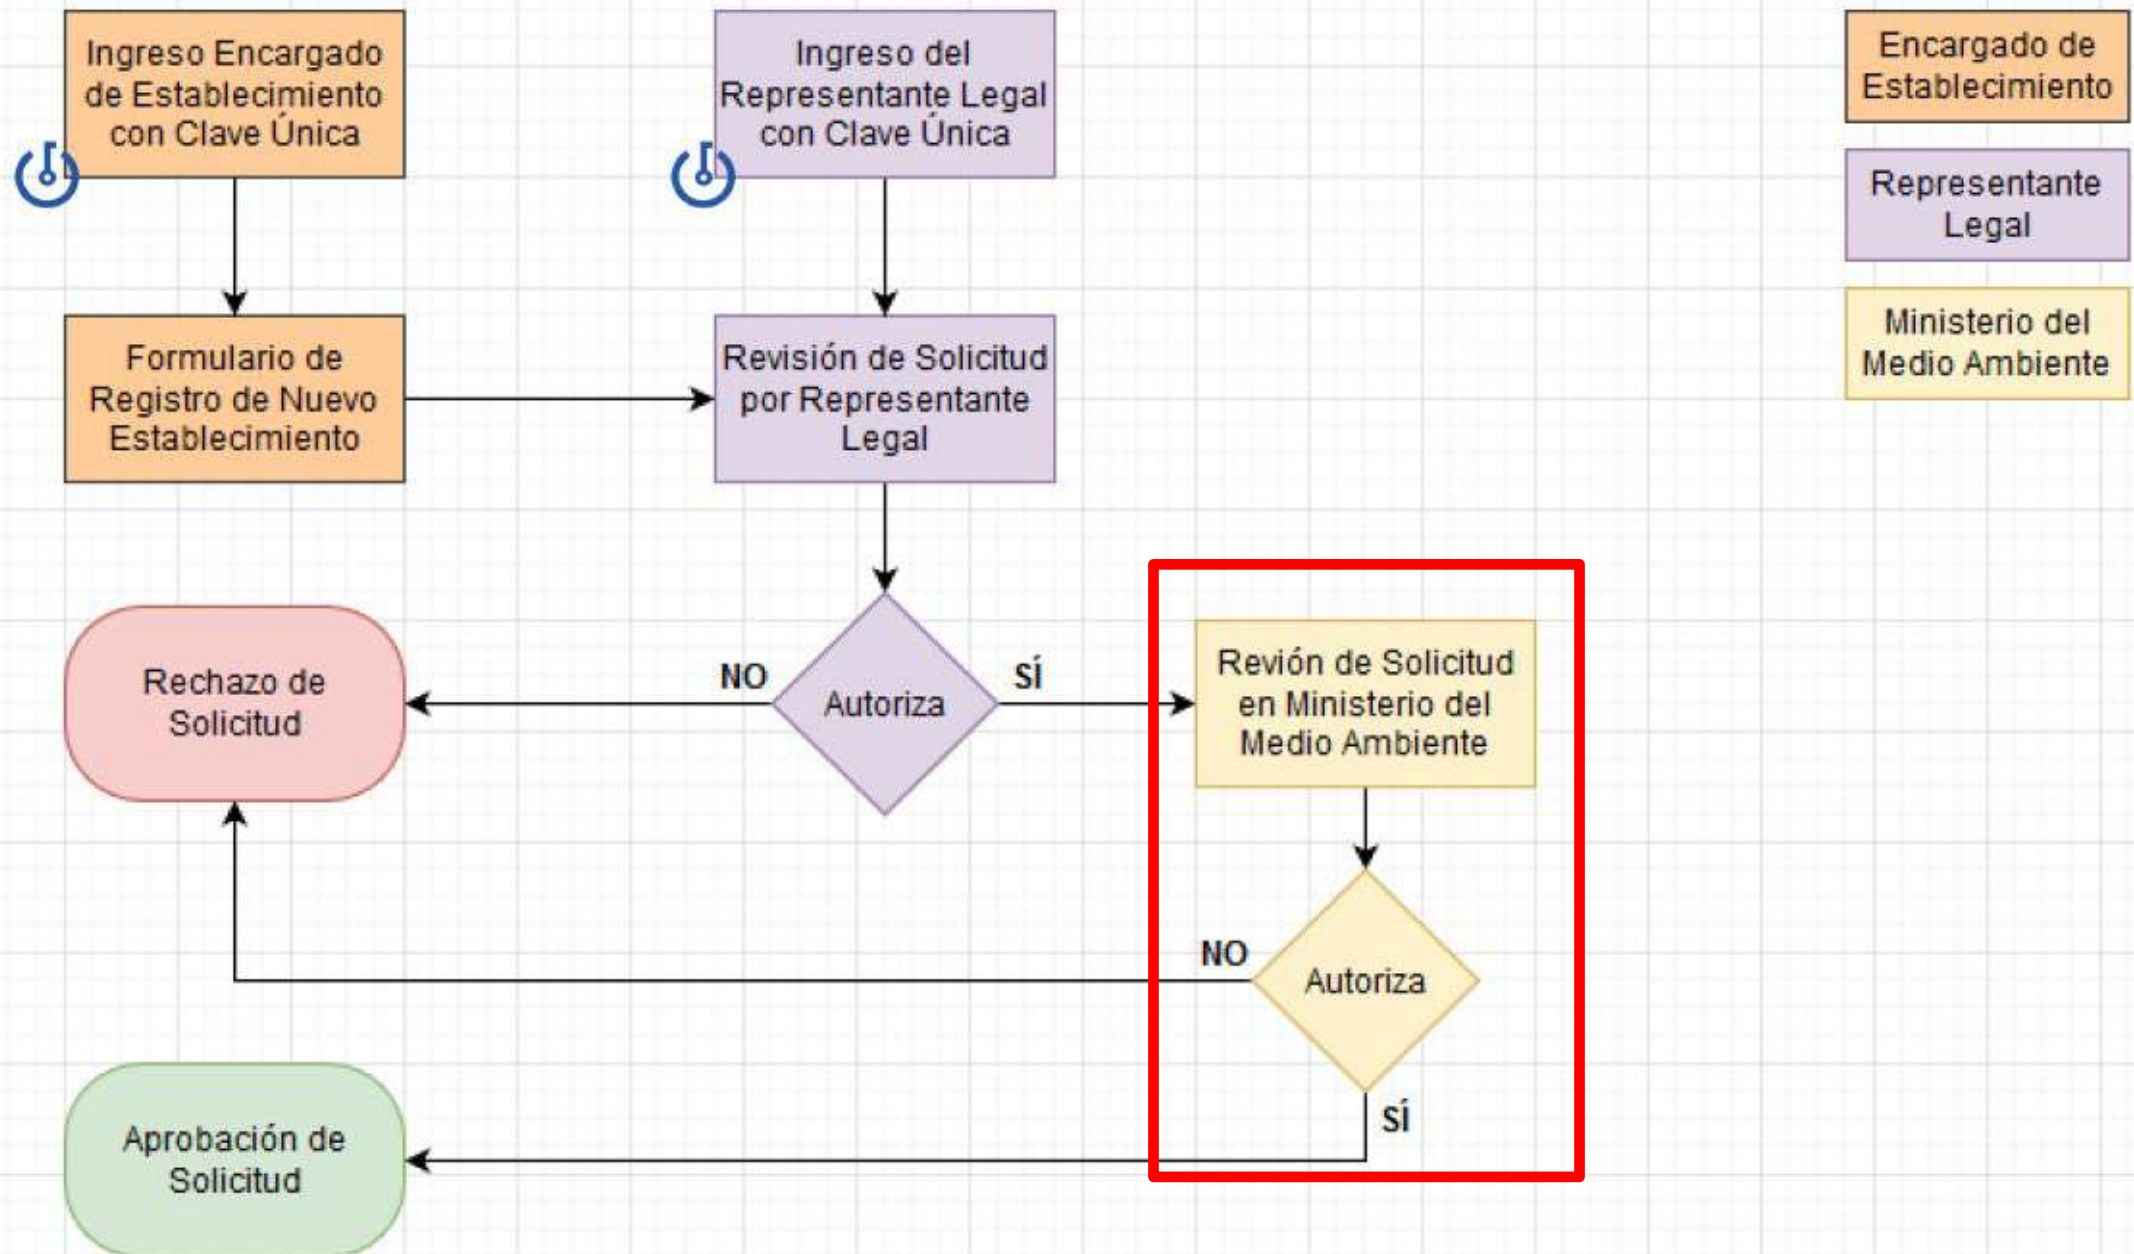 Ingreso Encargado
de Establecimiento
con Clave Única
Ingreso del
Representante Legal
con Clave Única
Encargado de
Establecimiento
Representante
Legal
Ministerio del
Medio Ambiente
Formulario de
Registro de Nuevo
Establecimiento
Revisión de Solicitud
por Representante
Legal
Rechazo de
Solicitud
NO
Autoriza
SÍ
Revión de Solicitud
en Ministerio del
Medio Ambiente
NO
Autoriza
SÍ
Aprobación de
Solicitud